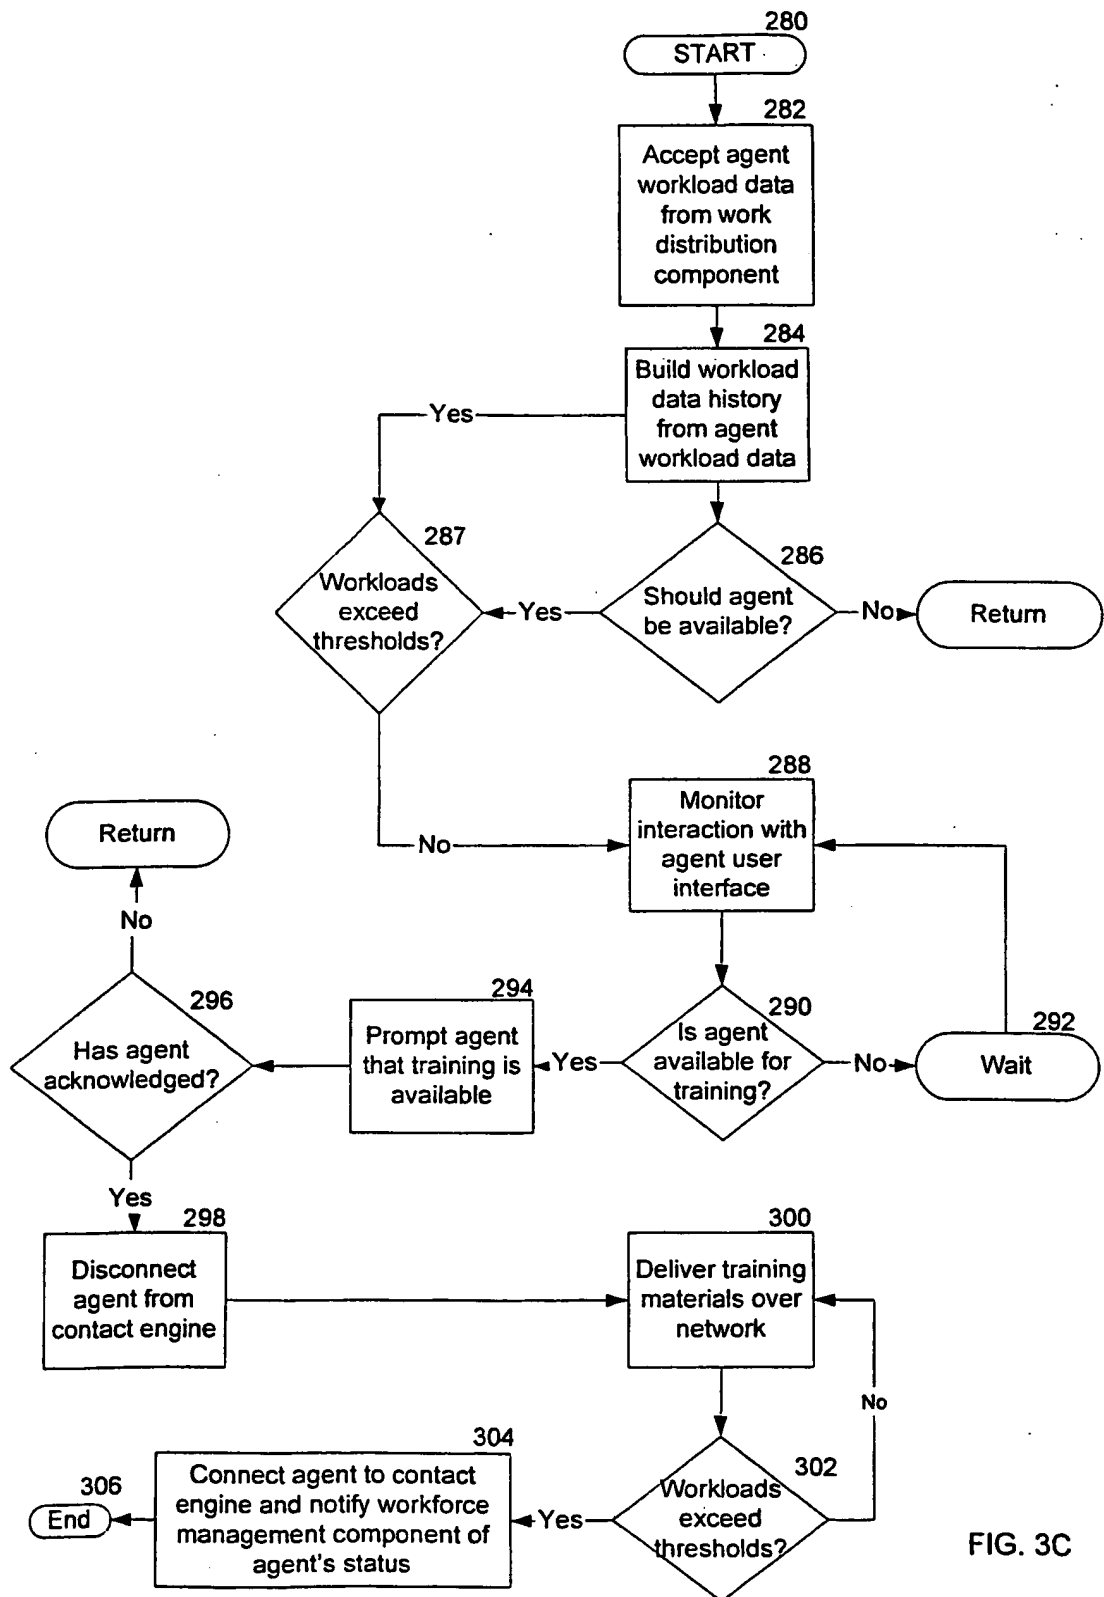 280
START
282
Accept agent
workload data
from work
distribution
component
284
Build workload
data history
from agent
workload data
Yes
287
Workloads
exceed
thresholds?
Yes
286
Should agent
be available?
No
Return
288
Monitor
interaction with
agent user
interface
No
Return
No
296
Has agent
acknowledged?
294
Prompt agent
that training is
available
Yes
290
Is agent
available for
training?
No
292
Wait
Yes
298
Disconnect
agent from
contact engine
300
Deliver training
materials over
network
No
302
Workloads
exceed
thresholds?
Yes
304
Connect agent to contact
engine and notify workforce
management component of
agent's status
306
End
FIG. 3C